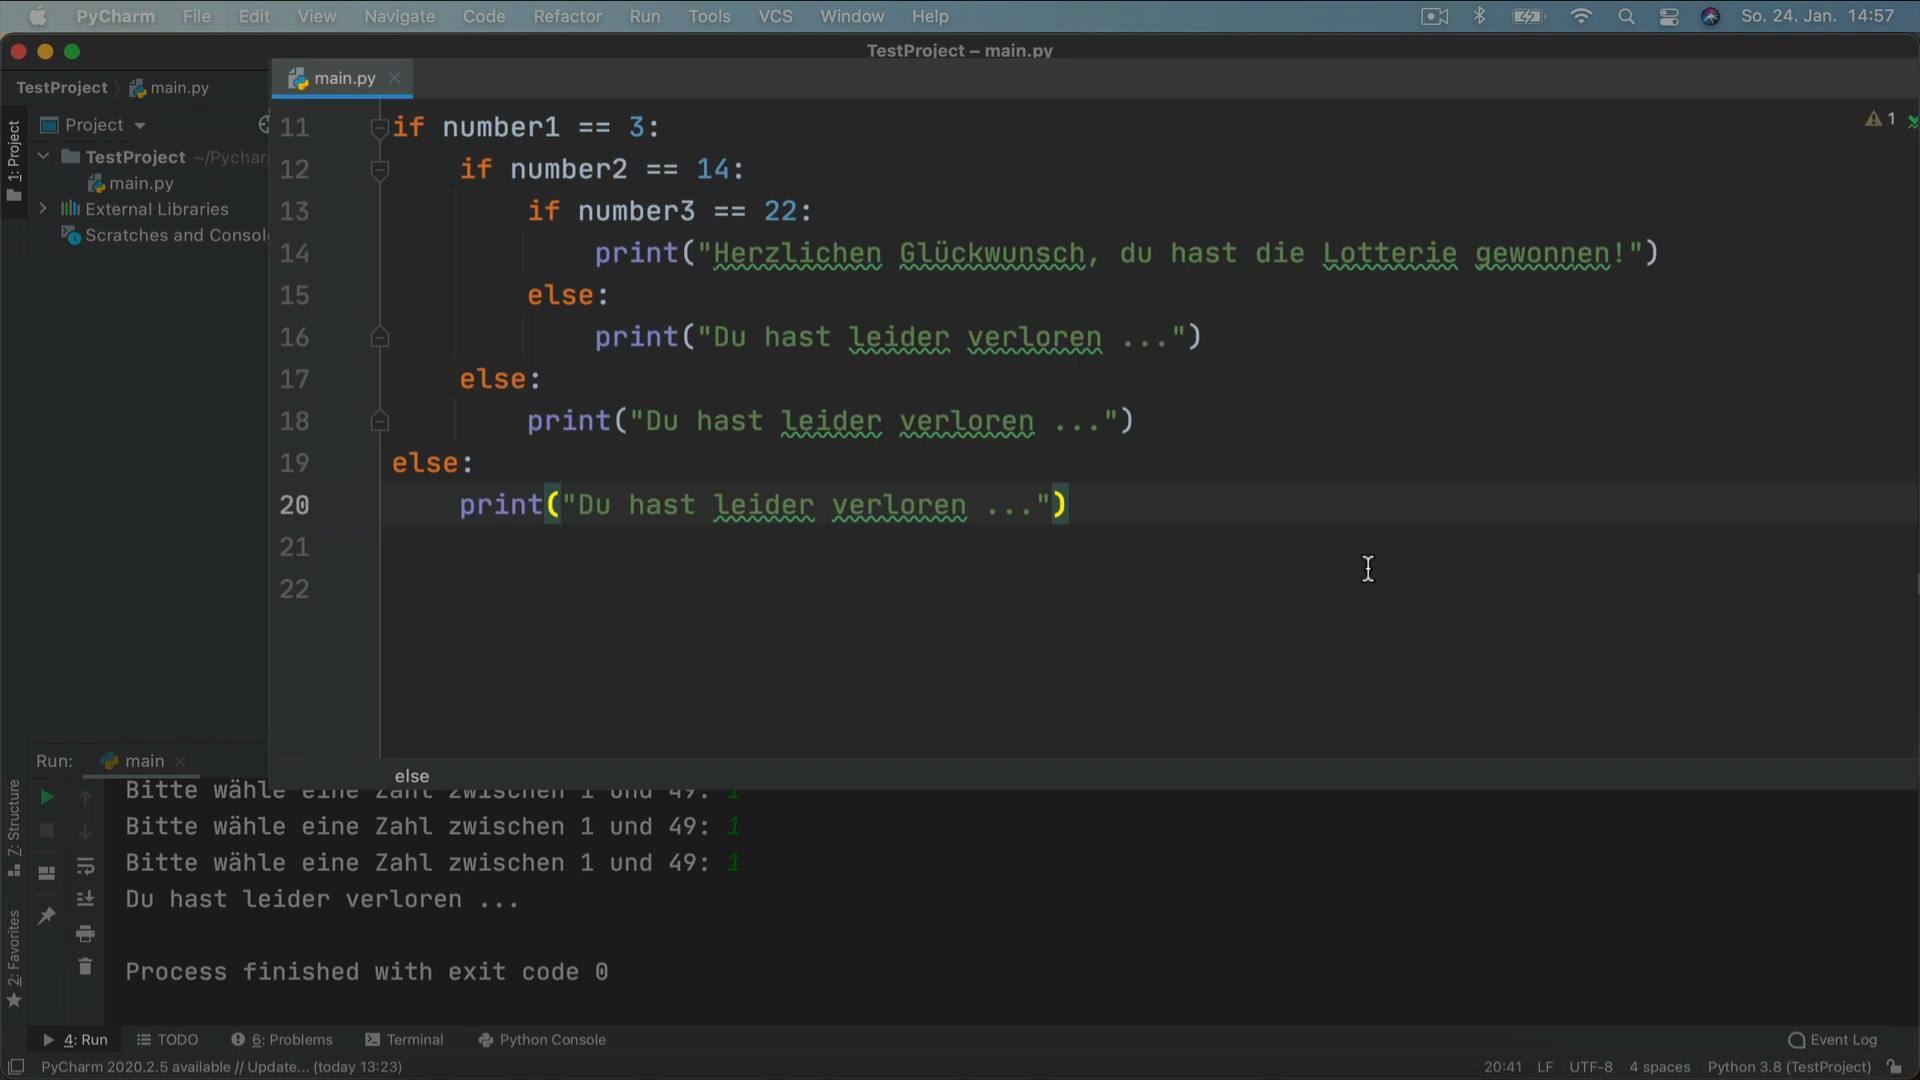 PyCharm File Edit View Navigate Code Refactor Run Tools VCS Window Help So. 24. Jan. 14:57
TestProject – main.py
TestProject main.py
main.py
Project
1: Project
TestProject ~/Pychar
main.py
External Libraries
Scratches and Consol
11 if number1 == 3:
12 if number2 == 14:
13 if number3 == 22:
14 print("Herzlichen Glückwunsch, du hast die Lotterie gewonnen!")
15 else:
16 print("Du hast leider verloren ...")
17 else:
18 print("Du hast leider verloren ...")
19 else:
20 print("Du hast leider verloren ...")
21
22
1
else
Run: main
Bitte wähle eine Zahl zwischen 1 und 49: 1
Bitte wähle eine Zahl zwischen 1 und 49: 1
Bitte wähle eine Zahl zwischen 1 und 49: 1
Du hast leider verloren ...
Process finished with exit code 0
Z: Structure
2: Favorites
4: Run TODO 6: Problems Terminal Python Console Event Log
PyCharm 2020.2.5 available // Update... (today 13:23) 20:41 LF UTF-8 4 spaces Python 3.8 (TestProject)